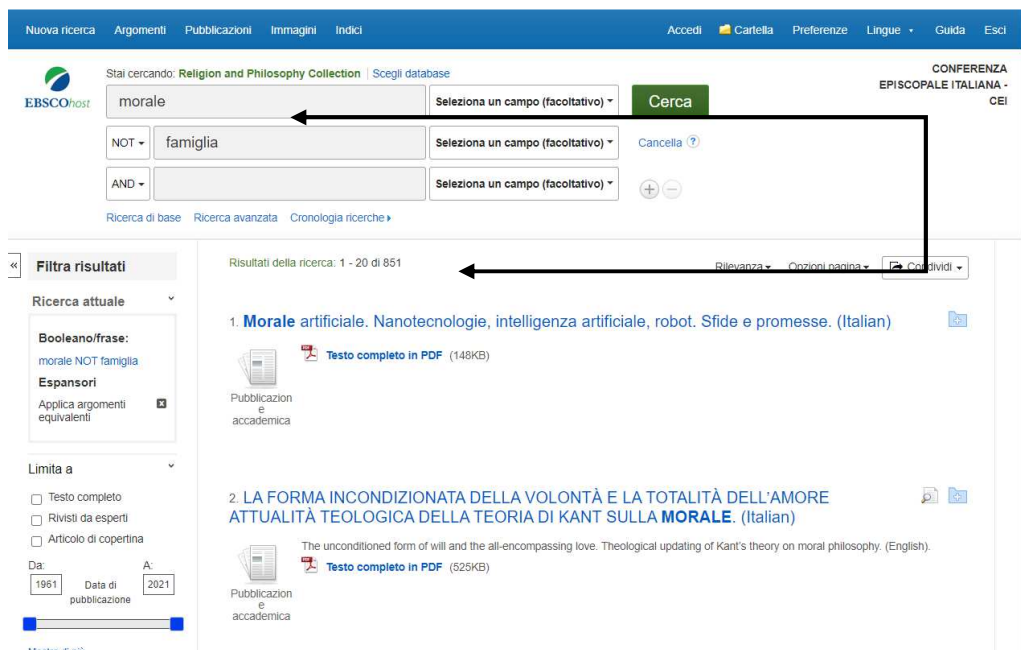 Nuova ricerca Argomenti Pubblicazioni Immagini Indici Accedi Cartella Preferenze Lingue Guida Esci
Stai cercando: Religion and Philosophy Collection Scegli database
CONFERENZA
EPISCOPALE ITALIANA -
CEI
EBSCOhost
morale Seleziona un campo (facoltativo) Cerca
NOT famiglia Seleziona un campo (facoltativo) Cancella ?
AND Seleziona un campo (facoltativo)
Ricerca di base Ricerca avanzata Cronologia ricerche
« Filtra risultati
Ricerca attuale
Booleano/frase:
morale NOT famiglia
Espansori
Applica argomenti
equivalenti
Limita a
Testo completo
Rivisti da esperti
Articolo di copertina
Da: A:
1961 Data di 2021
pubblicazione
Risultati della ricerca: 1 - 20 di 851 Rilevanza Opzioni pagina Condividi
1. Morale artificiale. Nanotecnologie, intelligenza artificiale, robot. Sfide e promesse. (Italian)
Testo completo in PDF (148KB)
Pubblicazion
e
accademica
2. LA FORMA INCONDIZIONATA DELLA VOLONTÀ E LA TOTALITÀ DELL'AMORE
ATTUALITÀ TEOLOGICA DELLA TEORIA DI KANT SULLA MORALE. (Italian)
The unconditioned form of will and the all-encompassing love. Theological updating of Kant's theory on moral philosophy. (English).
Testo completo in PDF (525KB)
Pubblicazion
e
accademica